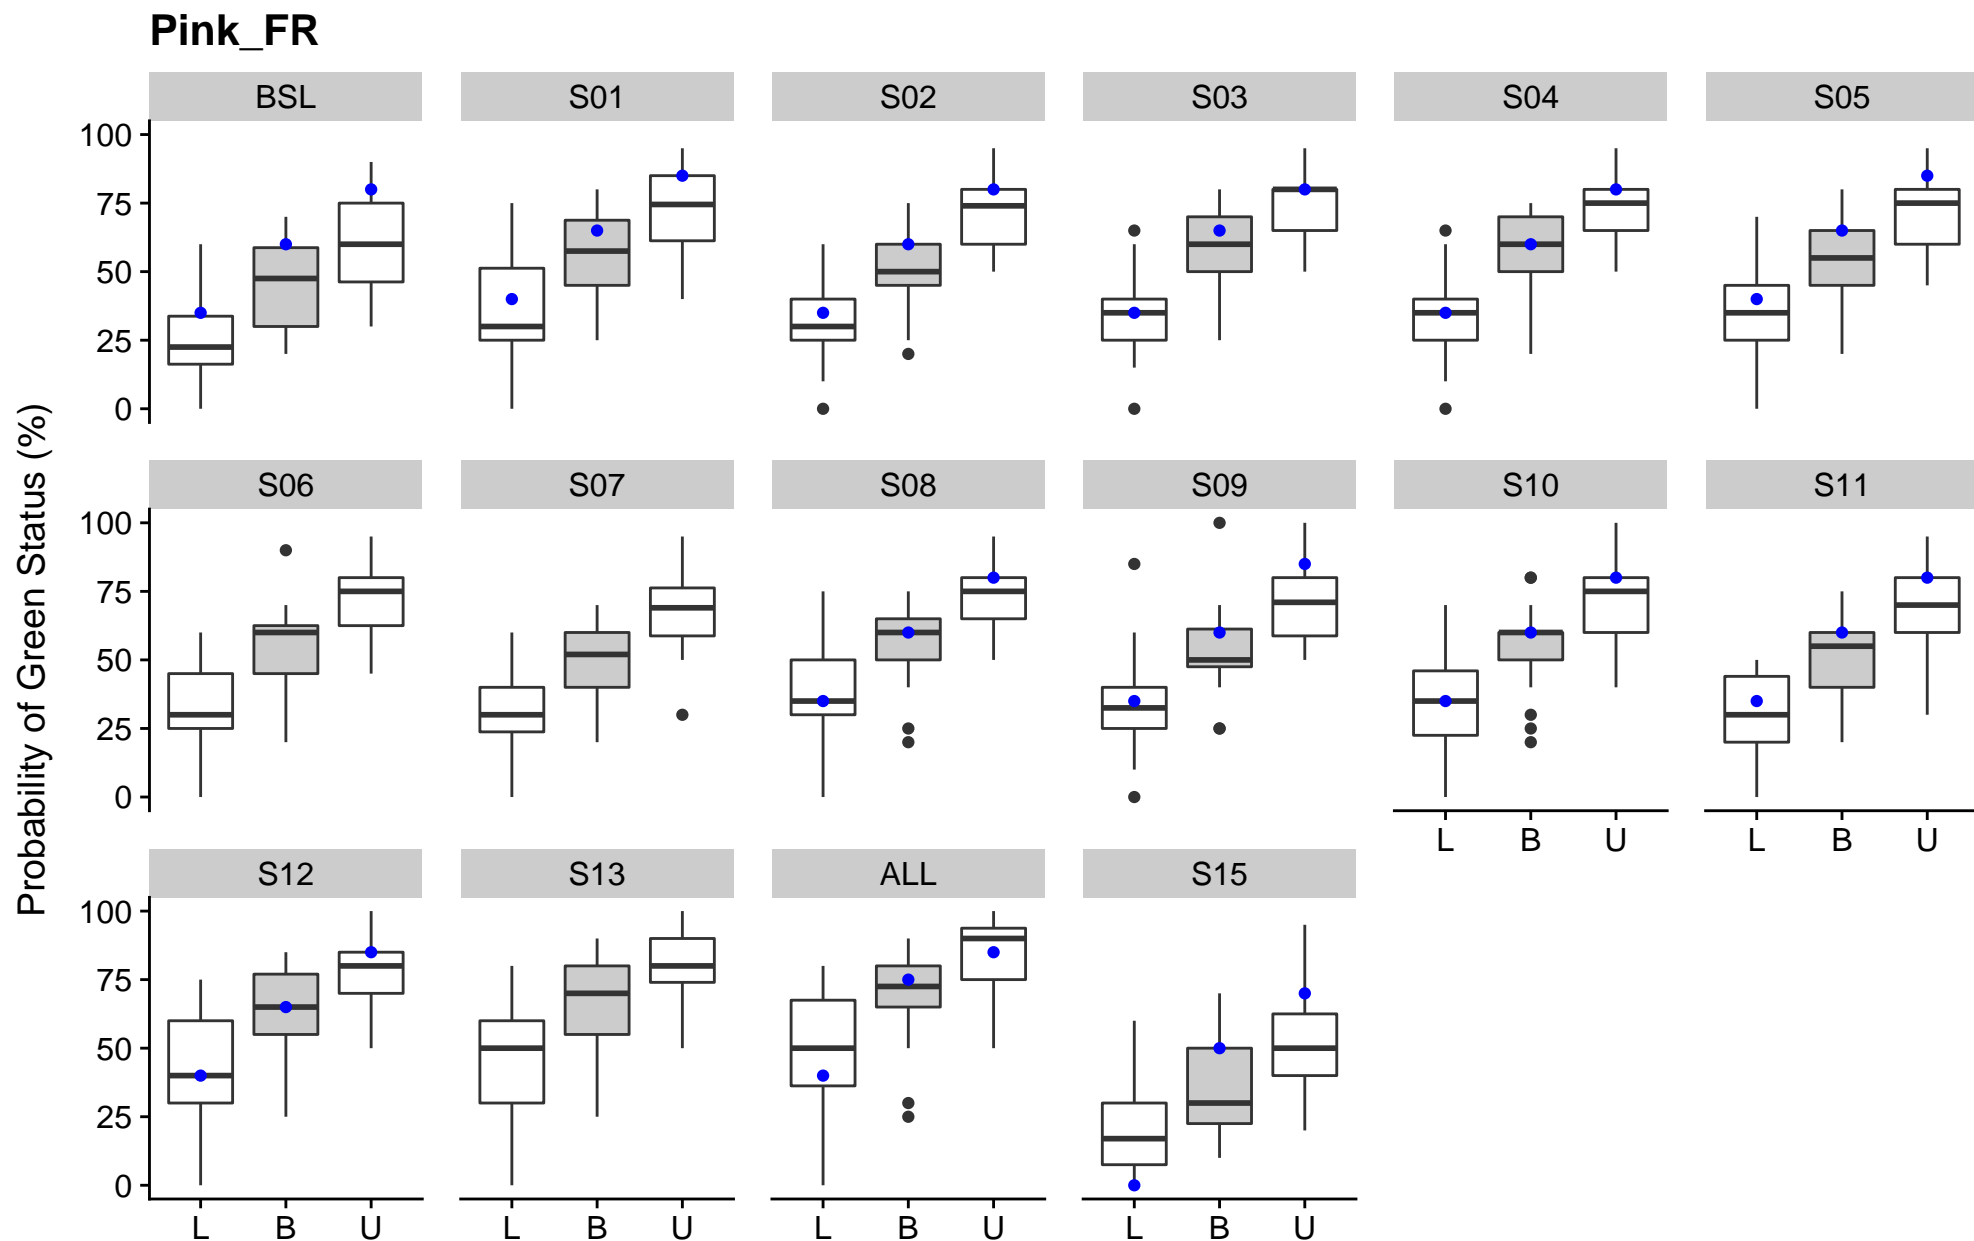 Pink_FR
BSL S01 S02 S03 S04 S05
100
75
50
25
0
S06 S07 S08 S09 S10 S11
100
75
50
25
0
L B U L B U
S12 S13 ALL S15
100
75
50
25
0
L B U L B U L B U L B U
Probability of Green Status (%)